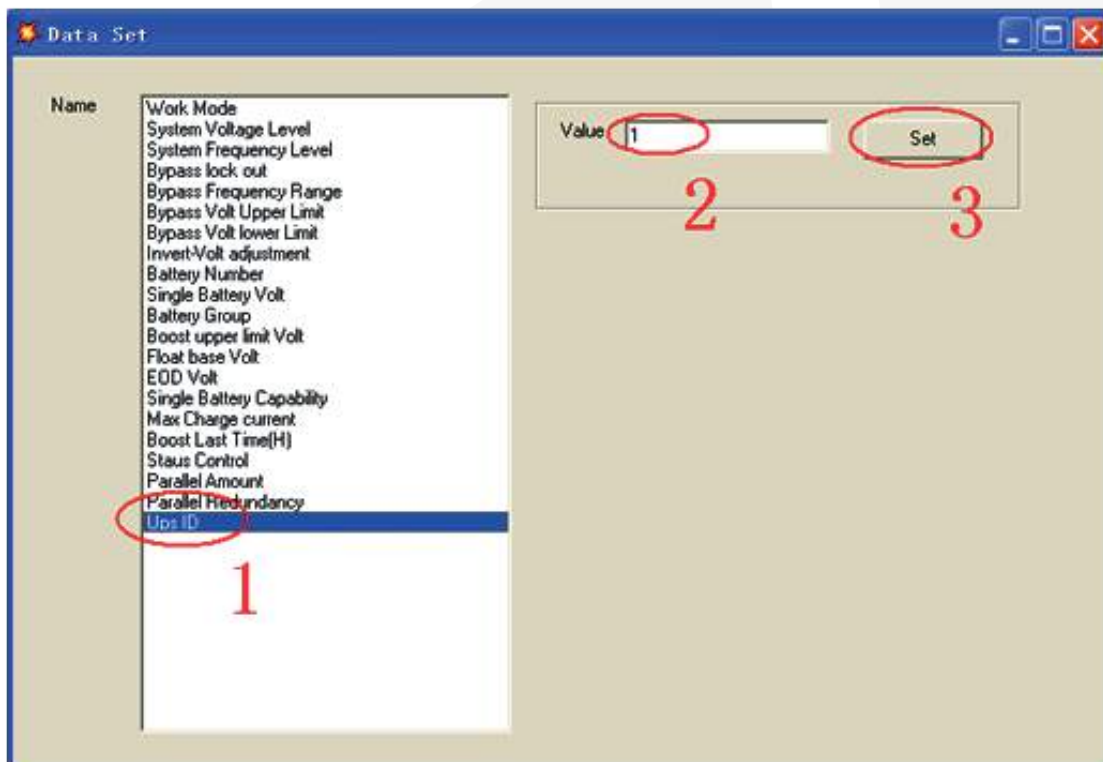 Data Set
Name
Work Mode
System Voltage Level
System Frequency Level
Bypass lock out
Bypass Frequency Range
Bypass Volt Upper Limit
Bypass Volt lower Limit
Invert-Volt adjustment
Battery Number
Single Battery Volt
Battery Group
Boost upper limit Volt
Float base Volt
EOD Volt
Single Battery Capability
Max Charge current
Boost Last Time(H)
Staus Control
Parallel Amount
Parallel Redundancy
Ups ID
1
Value 1 Set
2 3